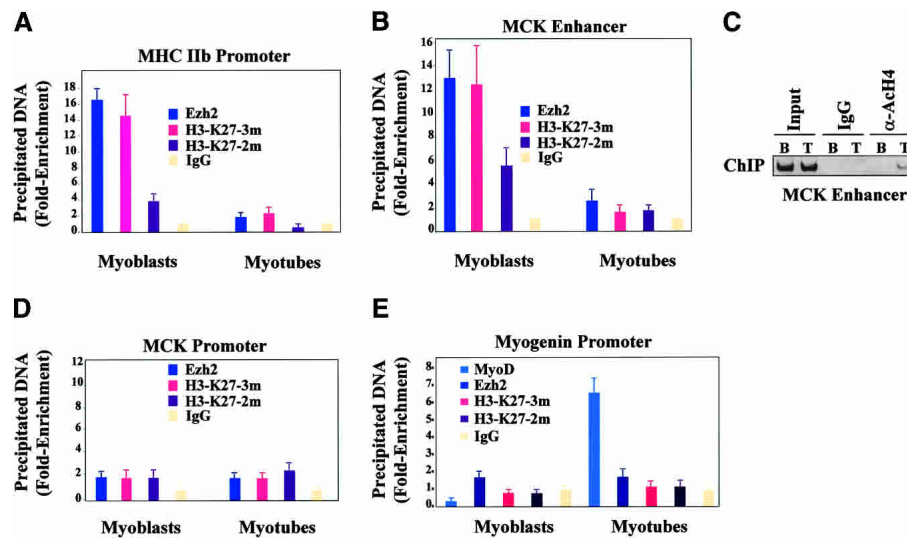 A
MHC IIb Promoter
Precipitated DNA
(Fold-Enrichment)
18
16
14
12
10
8
6
4
2
0
Ezh2
H3-K27-3m
H3-K27-2m
IgG
Myoblasts
Myotubes
B
MCK Enhancer
Precipitated DNA
(Fold-Enrichment)
16
14
12
10
8
6
4
2
0
Ezh2
H3-K27-3m
H3-K27-2m
IgG
Myoblasts
Myotubes
C
Input
IgG
α-AcH4
B T B T B T
ChIP
MCK Enhancer
D
MCK Promoter
Precipitated DNA
(Fold-Enrichment)
12
10
8
6
4
2
0
Ezh2
H3-K27-3m
H3-K27-2m
IgG
Myoblasts
Myotubes
E
Myogenin Promoter
Precipitated DNA
(Fold-Enrichment)
8
7
6
5
4
3
2
1
0
MyoD
Ezh2
H3-K27-3m
H3-K27-2m
IgG
Myoblasts
Myotubes